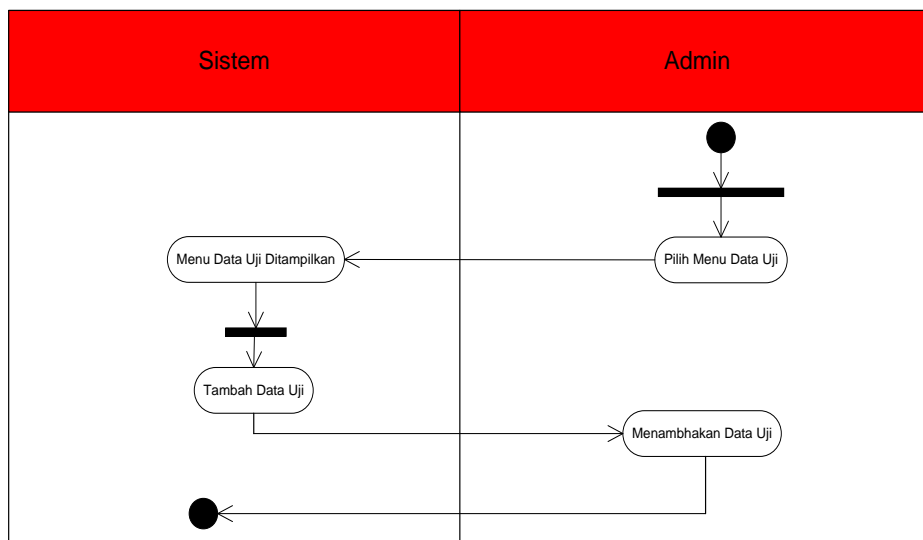 Sistem
Admin
Menu Data Uji Ditampilkan
Pilih Menu Data Uji
Tambah Data Uji
Menambhakan Data Uji